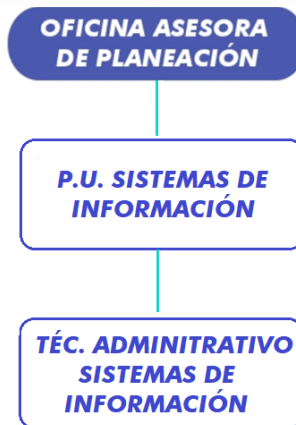 OFICINA ASESORA
DE PLANEACIÓN
P.U. SISTEMAS DE
INFORMACIÓN
TÉC. ADMINITRATIVO
SISTEMAS DE
INFORMACIÓN